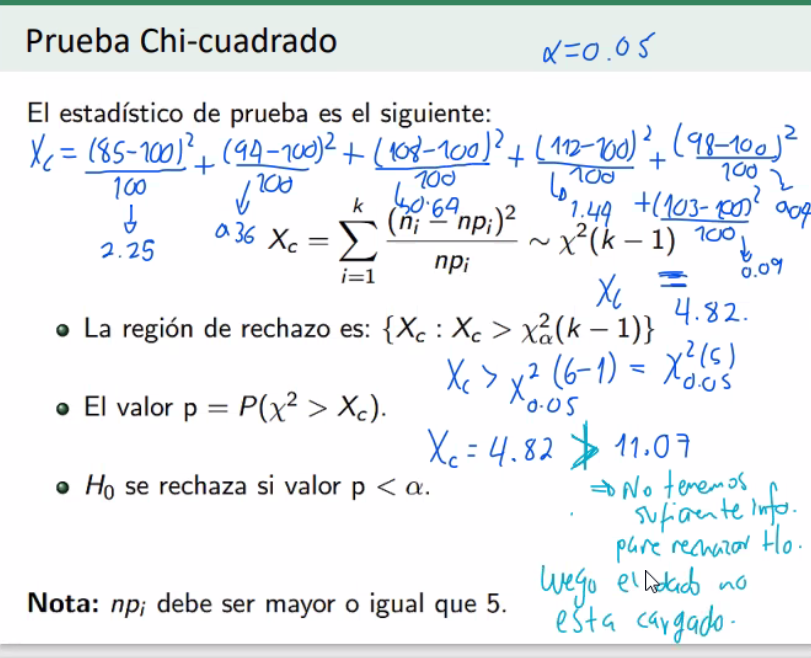 Prueba Chi-cuadrado
α=0.05
El estadístico de prueba es el siguiente:
X_c = (85-100)²/100 + (94-100)²/100 + (108-100)²/100 + (112-100)²/100 + (98-100)²/100
2.25 0.36 0.64 1.44 0.04
+ (103-100)²/100
0.09
X_c = ∑_{i=1}^{k} (n_i − np_i)²/np_i ∼ χ²(k − 1)
X_c = 4.82.
• La región de rechazo es: {X_c : X_c > χ²_α(k − 1)}
X_c > χ²_{0.05}(6-1) = χ²_{0.05}(5)
• El valor p = P(χ² > X_c).
X_c = 4.82 ≯ 11.07
• H₀ se rechaza si valor p < α.
⇒ No tenemos
suficiente info.
para rechazar Ho.
luego el dado no
esta cargado.
Nota: np_i debe ser mayor o igual que 5.